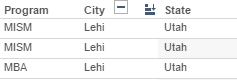 Program City State
MISM Lehi Utah
MISM Lehi Utah
MBA Lehi Utah